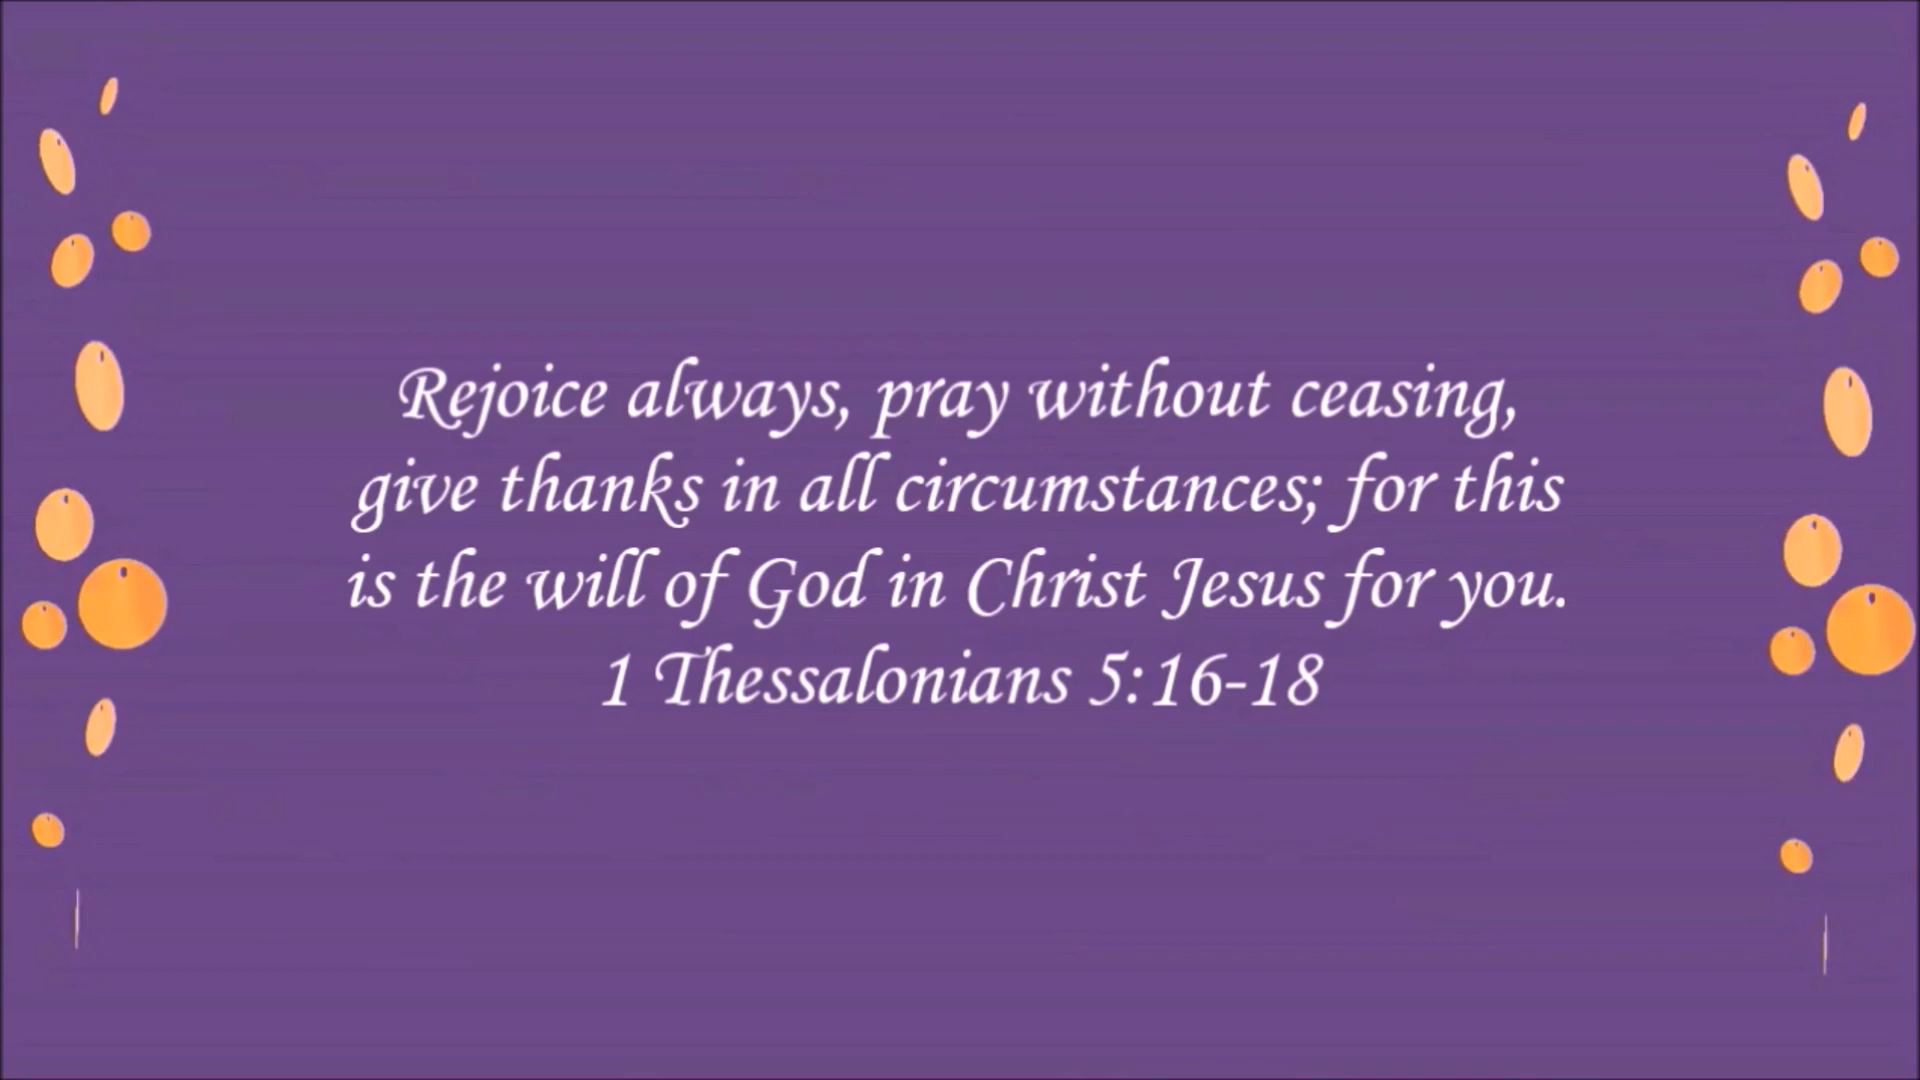 Rejoice always, pray without ceasing,
give thanks in all circumstances; for this
is the will of God in Christ Jesus for you.
1 Thessalonians 5:16-18